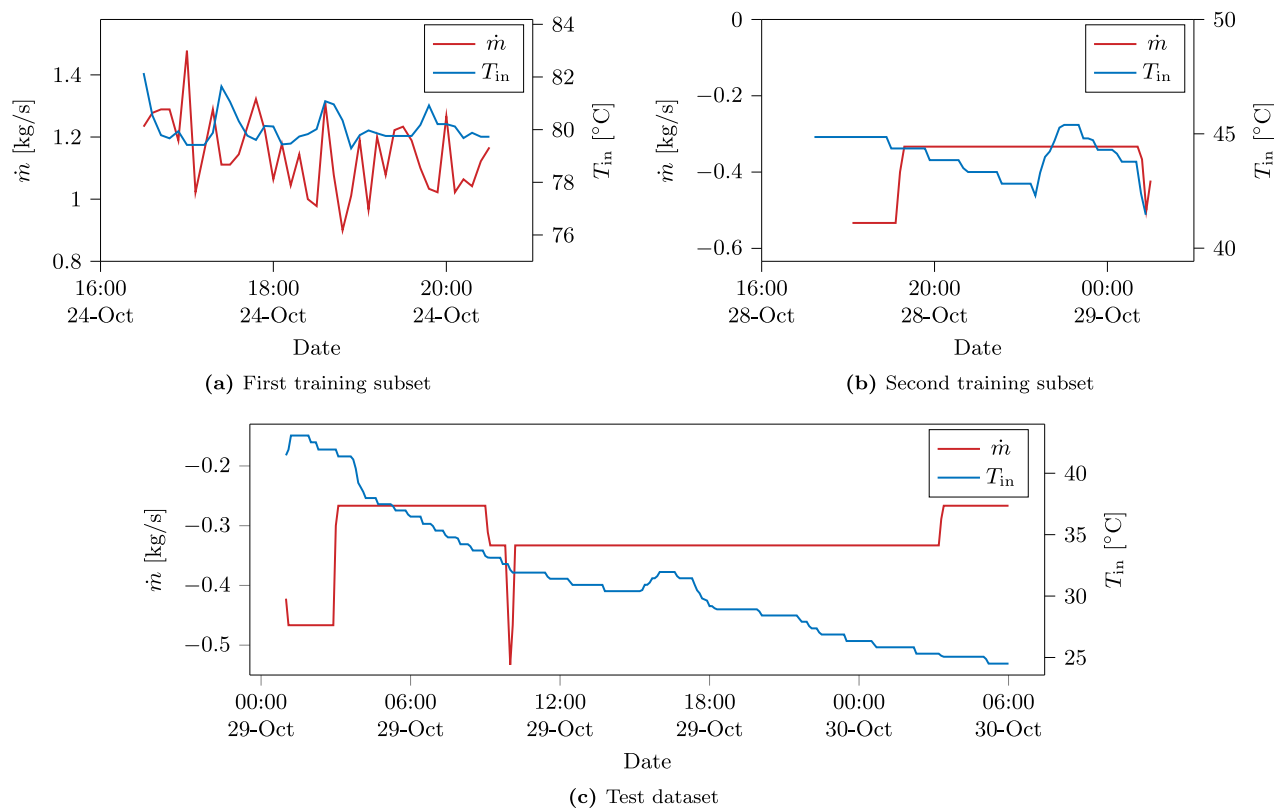 ṁ
T_in
1.4
1.2
1
0.8
ṁ [kg/s]
84
82
80
78
76
T_in [°C]
16:00 18:00 20:00
24-Oct 24-Oct 24-Oct
Date
(a) First training subset
ṁ
T_in
0
−0.2
−0.4
−0.6
ṁ [kg/s]
50
45
40
T_in [°C]
16:00 20:00 00:00
28-Oct 28-Oct 29-Oct
Date
(b) Second training subset
ṁ
T_in
−0.2
−0.3
−0.4
−0.5
ṁ [kg/s]
40
35
30
25
T_in [°C]
00:00 06:00 12:00 18:00 00:00 06:00
29-Oct 29-Oct 29-Oct 29-Oct 30-Oct 30-Oct
Date
(c) Test dataset